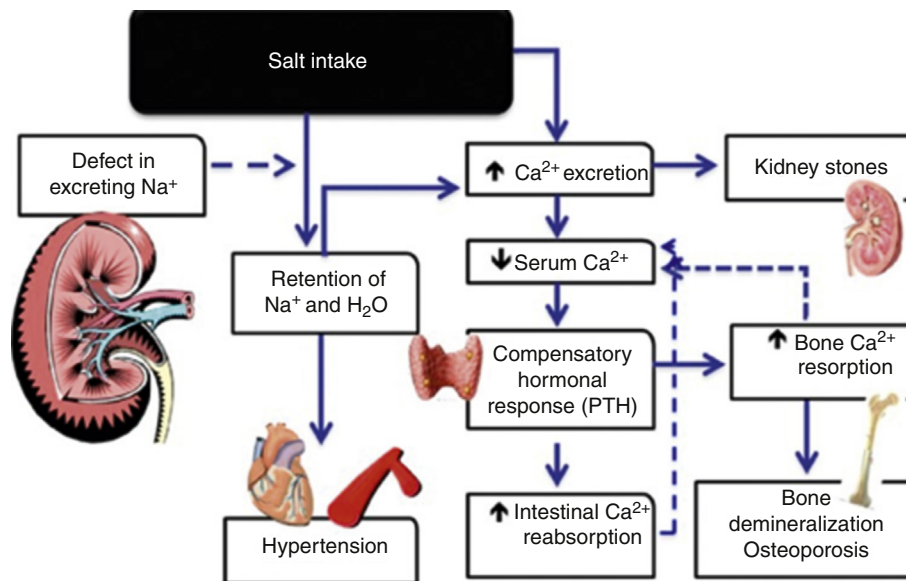 Salt intake
Defect in
excreting Na⁺
↑ Ca²⁺ excretion
Kidney stones
Retention of
Na⁺ and H₂O
↓ Serum Ca²⁺
Compensatory
hormonal
response (PTH)
↑ Bone Ca²⁺
resorption
Hypertension
↑ Intestinal Ca²⁺
reabsorption
Bone
demineralization
Osteoporosis